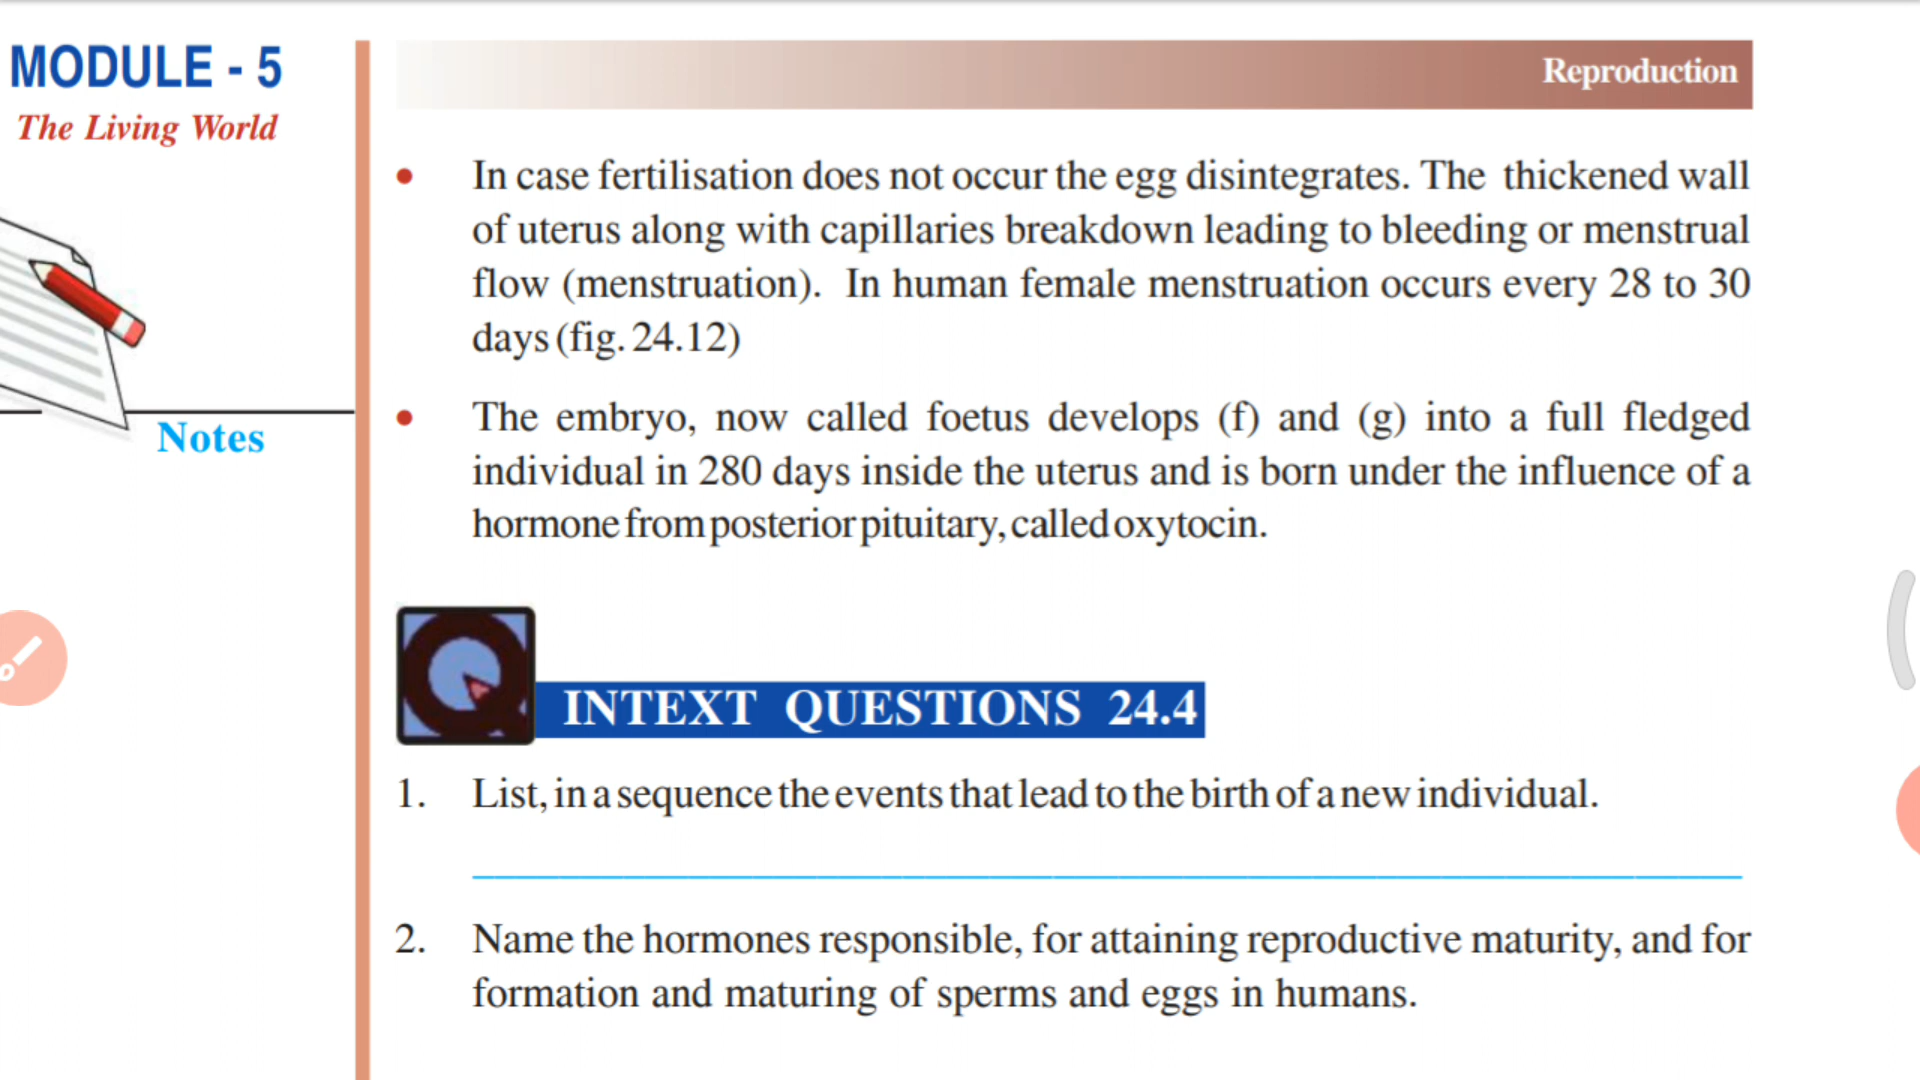 MODULE - 5
The Living World
Notes
Reproduction
• In case fertilisation does not occur the egg disintegrates. The thickened wall
of uterus along with capillaries breakdown leading to bleeding or menstrual
flow (menstruation). In human female menstruation occurs every 28 to 30
days (fig. 24.12)
• The embryo, now called foetus develops (f) and (g) into a full fledged
individual in 280 days inside the uterus and is born under the influence of a
hormone from posterior pituitary, called oxytocin.
INTEXT QUESTIONS 24.4
1. List, in a sequence the events that lead to the birth of a new individual.
2. Name the hormones responsible, for attaining reproductive maturity, and for
formation and maturing of sperms and eggs in humans.